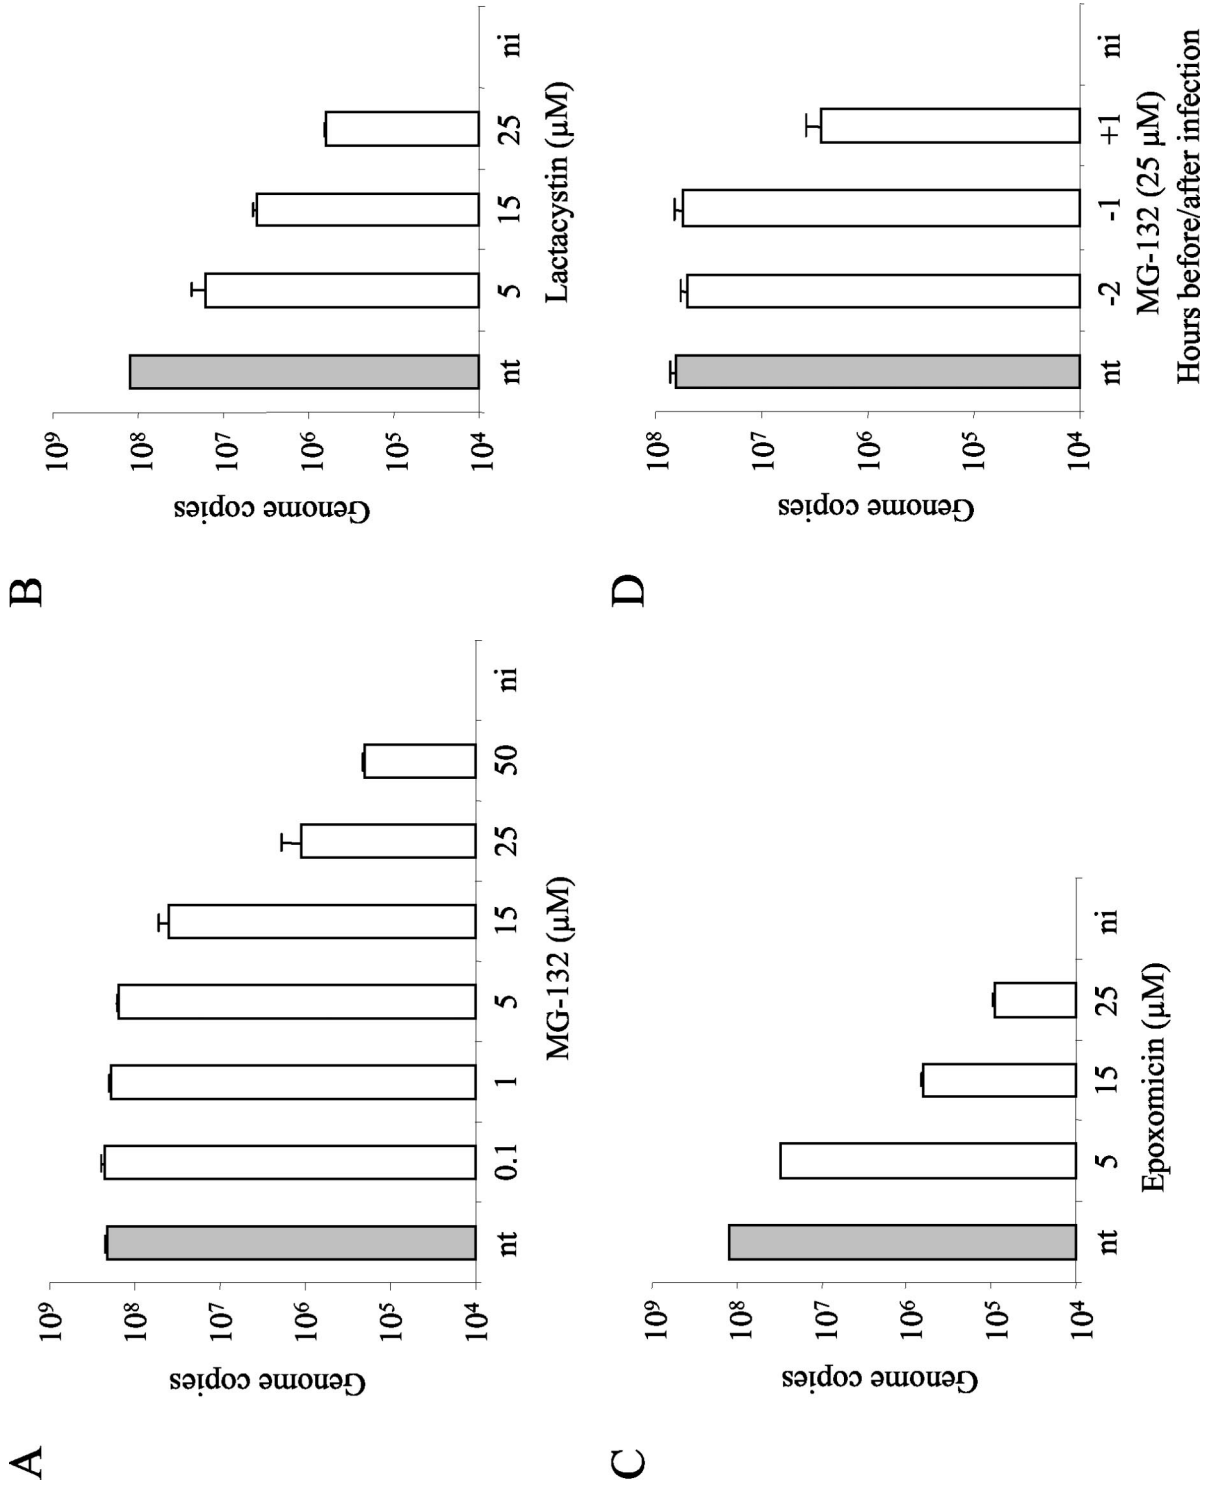 A
Genome copies
10⁹
10⁸
10⁷
10⁶
10⁵
10⁴
nt 0.1 1 5 15 25 50 ni
MG-132 (µM)
B
Genome copies
10⁹
10⁸
10⁷
10⁶
10⁵
10⁴
nt 5 15 25 ni
Lactacystin (µM)
C
Genome copies
10⁹
10⁸
10⁷
10⁶
10⁵
10⁴
nt 5 15 25 ni
Epoxomicin (µM)
D
Genome copies
10⁸
10⁷
10⁶
10⁵
10⁴
nt -2 -1 +1 ni
MG-132 (25 µM)
Hours before/after infection